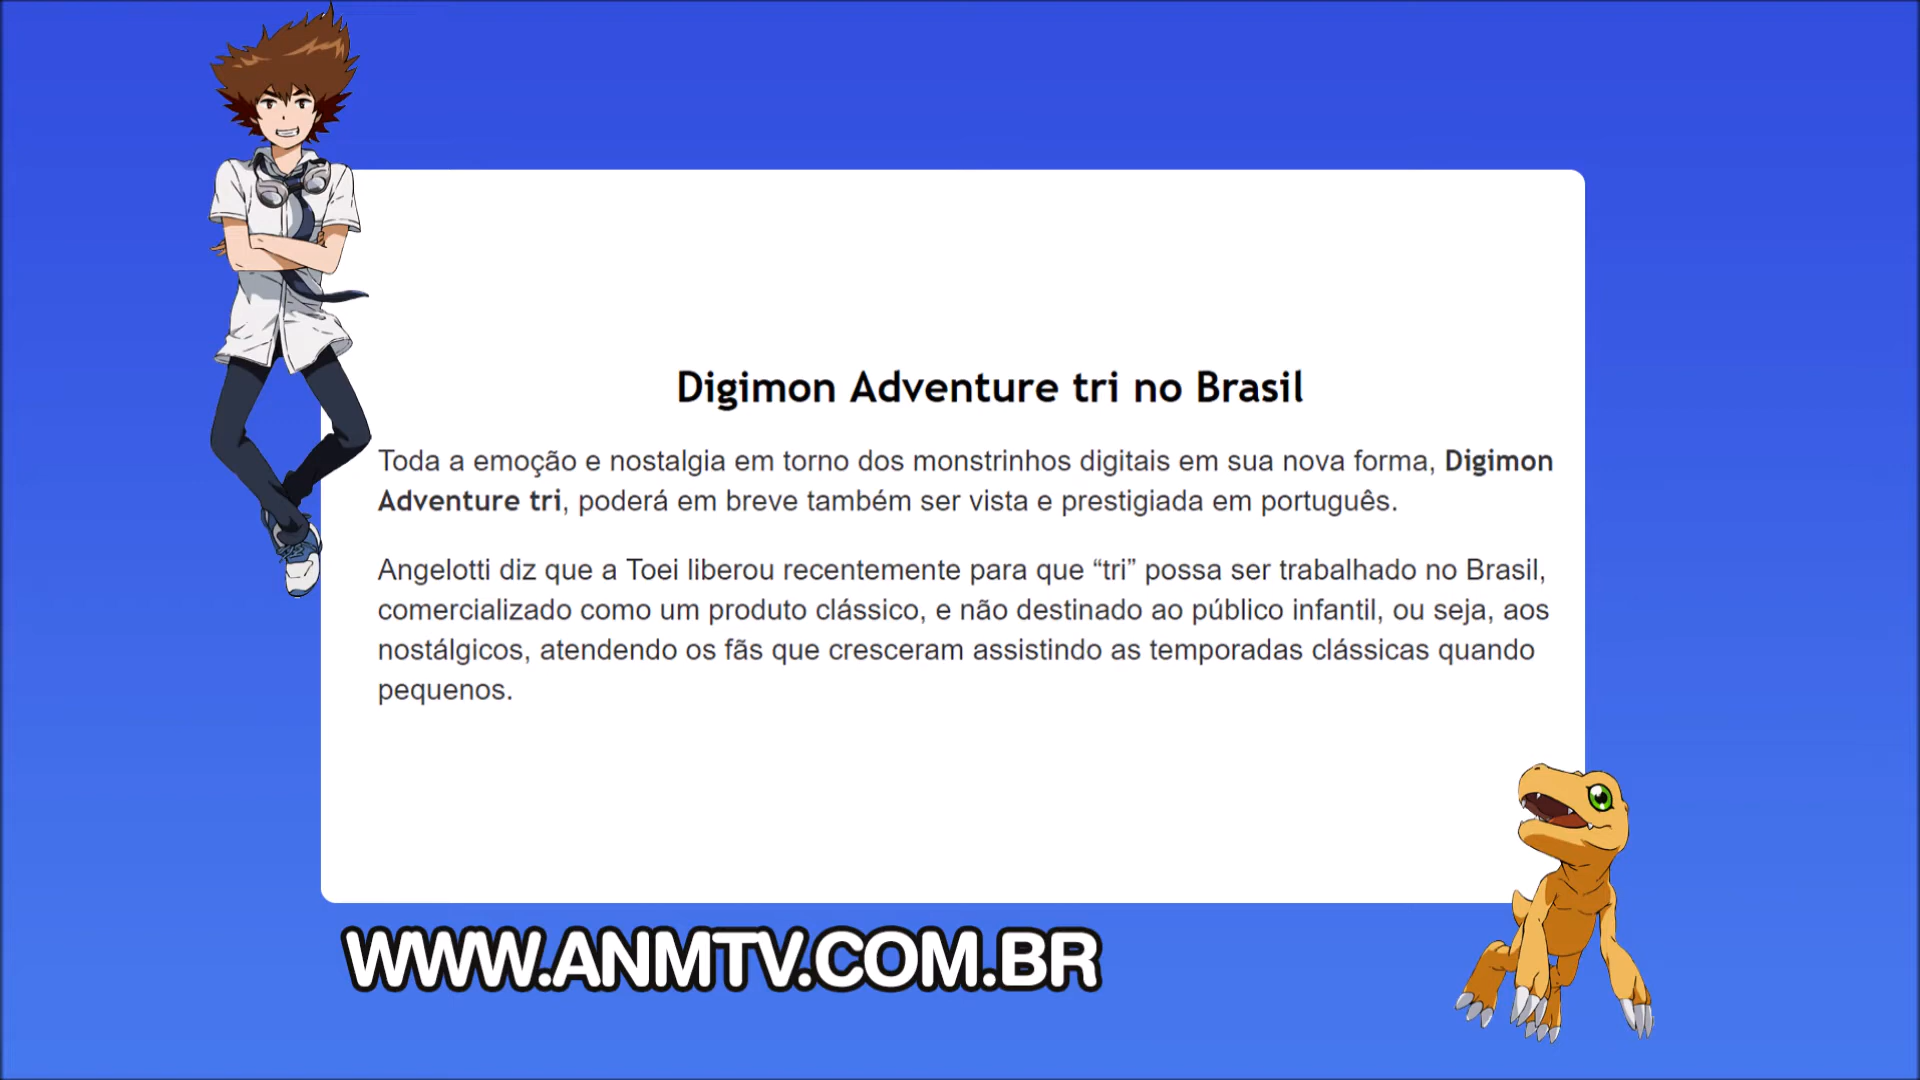 Digimon Adventure tri no Brasil
Toda a emoção e nostalgia em torno dos monstrinhos digitais em sua nova forma, Digimon
Adventure tri, poderá em breve também ser vista e prestigiada em português.
Angelotti diz que a Toei liberou recentemente para que “tri” possa ser trabalhado no Brasil,
comercializado como um produto clássico, e não destinado ao público infantil, ou seja, aos
nostálgicos, atendendo os fãs que cresceram assistindo as temporadas clássicas quando
pequenos.
WWW.ANMTV.COM.BR